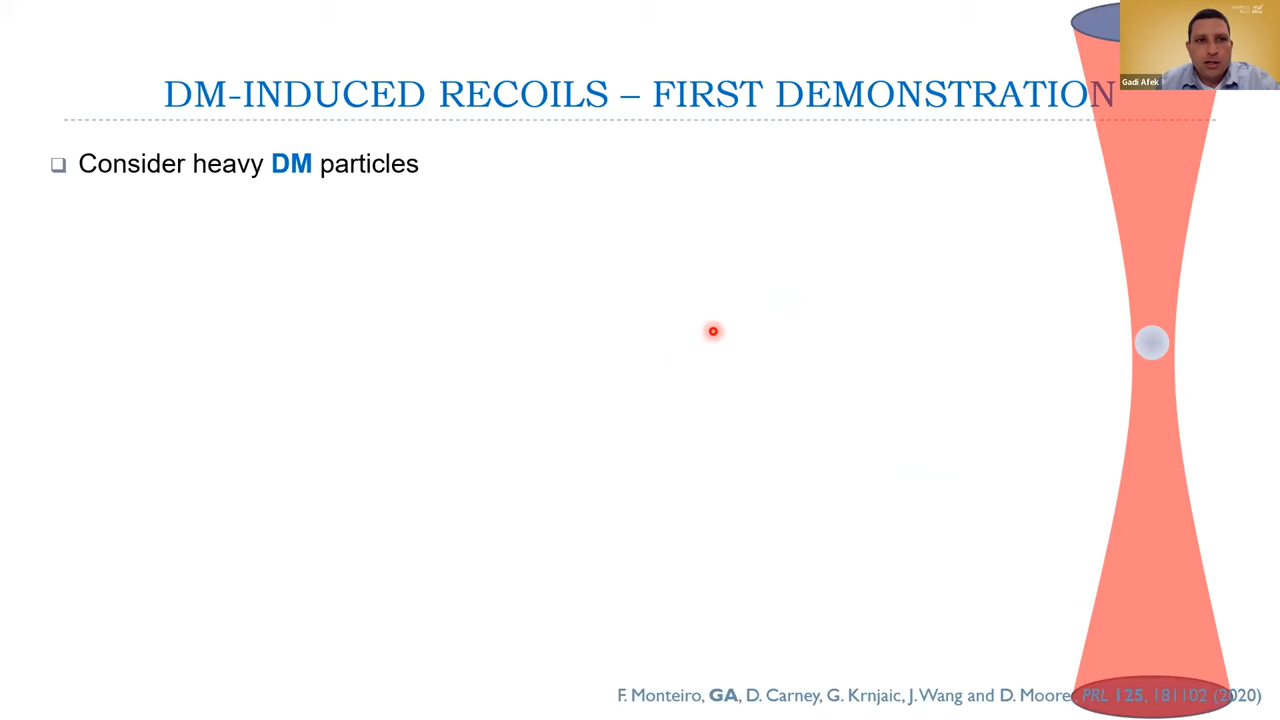 DM-INDUCED RECOILS – FIRST DEMONSTRATION
Gadi Afek
❑ Consider heavy DM particles
F. Monteiro, GA, D. Carney, G. Krnjaic, J. Wang and D. Moore, PRL 125, 181102 (2020)